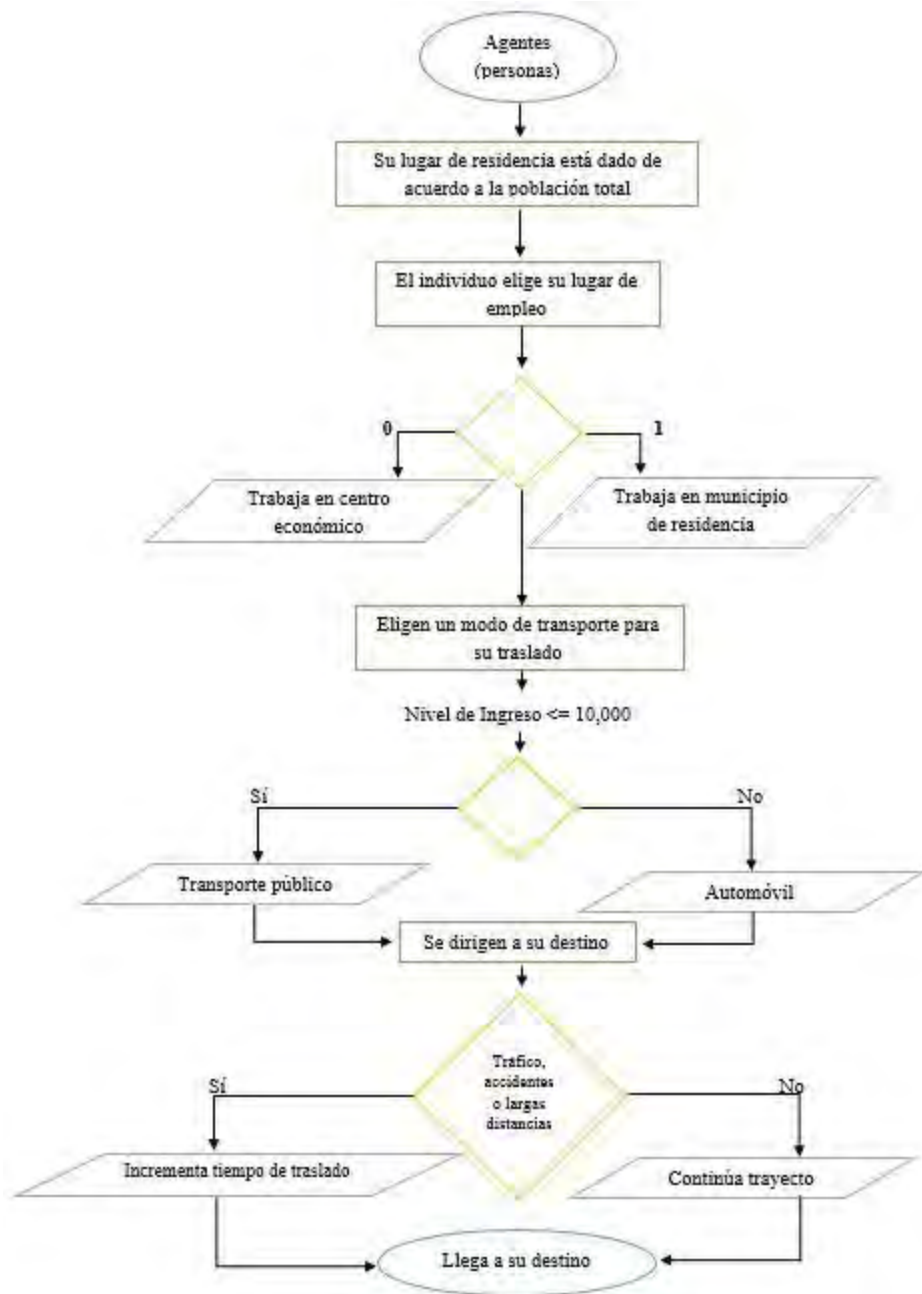 Agentes
(personas)
Su lugar de residencia está dado de
acuerdo a la población total
El individuo elige su lugar de
empleo
0
1
Trabaja en centro
económico
Trabaja en municipio
de residencia
Eligen un modo de transporte para
su traslado
Nivel de Ingreso <= 10,000
Sí
No
Transporte público
Automóvil
Se dirigen a su destino
Tráfico,
accidentes
o largas
distancias
Sí
No
Incrementa tiempo de traslado
Continúa trayecto
Llega a su destino